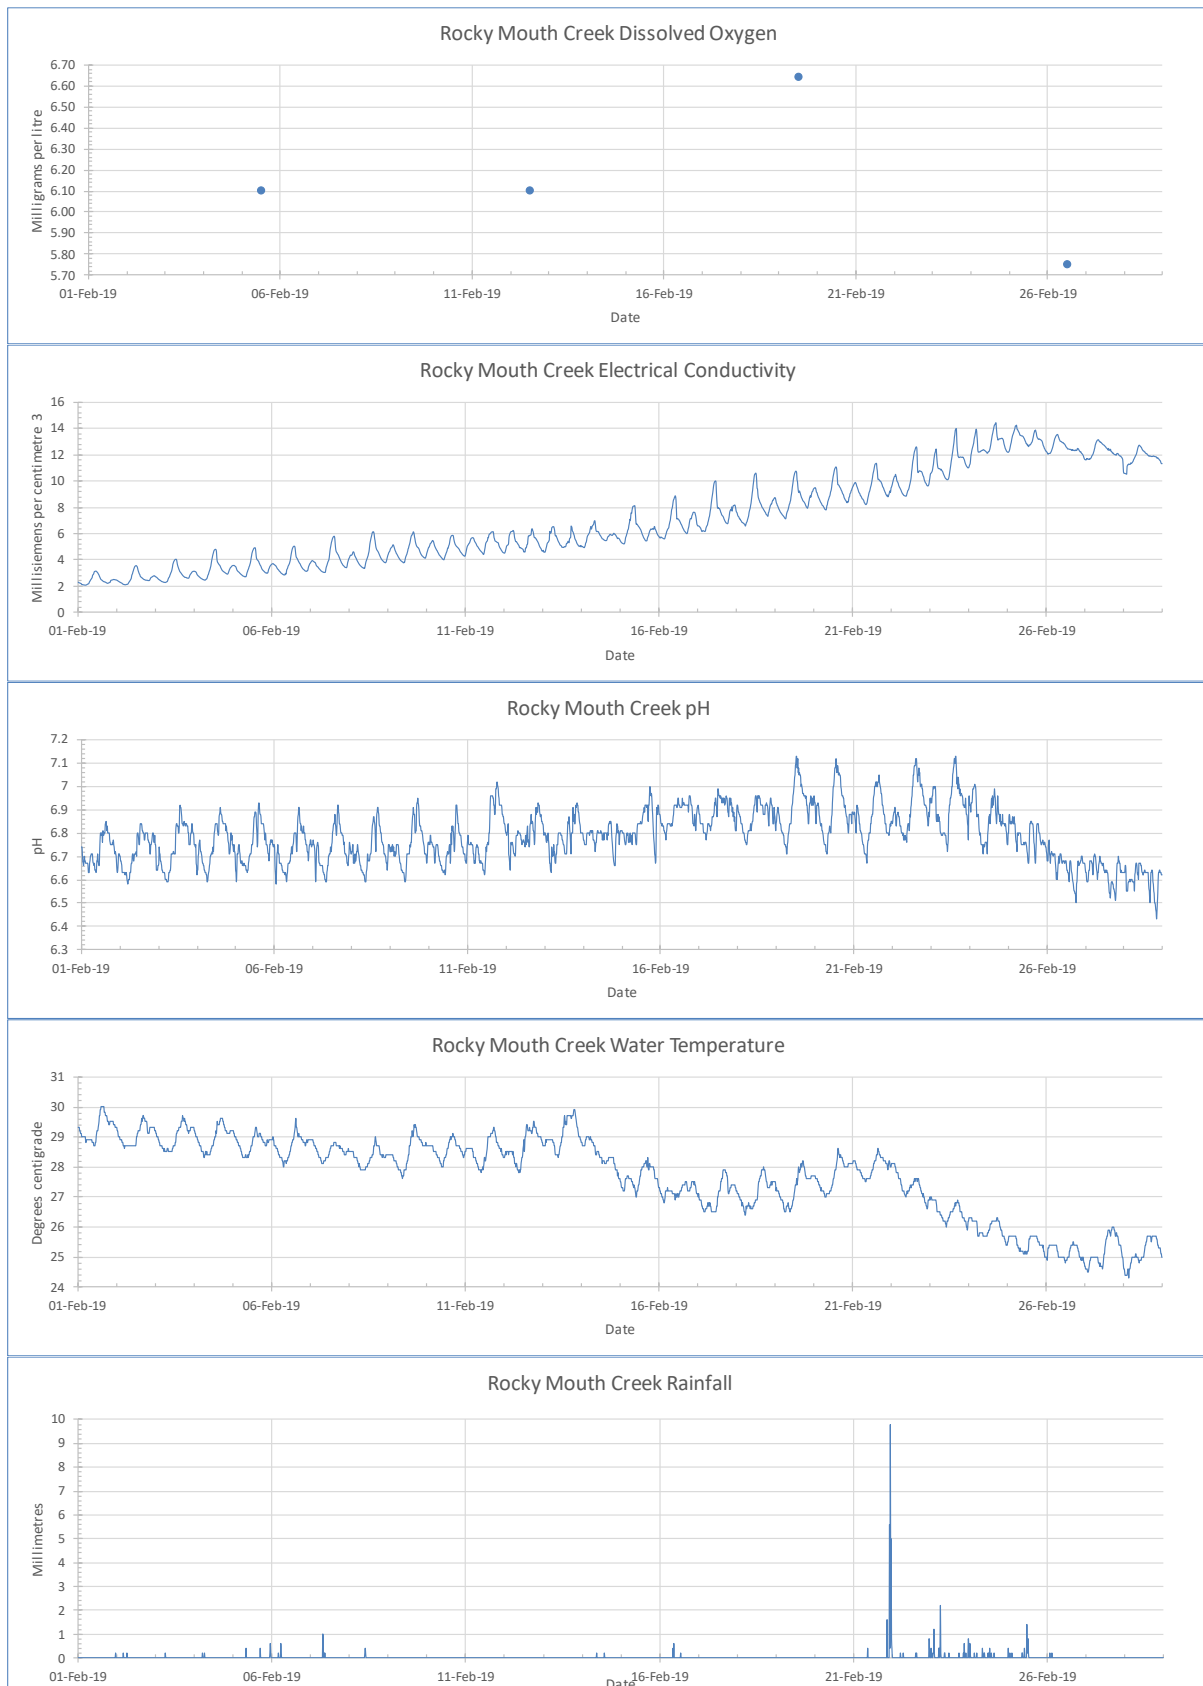 Rocky Mouth Creek Dissolved Oxygen
Milligrams per litre
6.70
6.60
6.50
6.40
6.30
6.20
6.10
6.00
5.90
5.80
5.70
01-Feb-19 06-Feb-19 11-Feb-19 16-Feb-19 21-Feb-19 26-Feb-19
Date
Rocky Mouth Creek Electrical Conductivity
Millisiemens per centimetre 3
16
14
12
10
8
6
4
2
0
01-Feb-19 06-Feb-19 11-Feb-19 16-Feb-19 21-Feb-19 26-Feb-19
Date
Rocky Mouth Creek pH
pH
7.2
7.1
7
6.9
6.8
6.7
6.6
6.5
6.4
6.3
01-Feb-19 06-Feb-19 11-Feb-19 16-Feb-19 21-Feb-19 26-Feb-19
Date
Rocky Mouth Creek Water Temperature
Degrees centigrade
31
30
29
28
27
26
25
24
01-Feb-19 06-Feb-19 11-Feb-19 16-Feb-19 21-Feb-19 26-Feb-19
Date
Rocky Mouth Creek Rainfall
Millimetres
10
9
8
7
6
5
4
3
2
1
0
01-Feb-19 06-Feb-19 11-Feb-19 16-Feb-19 21-Feb-19 26-Feb-19
Date